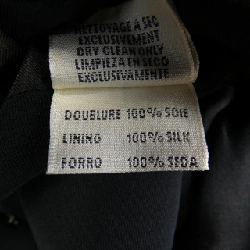 NETTOYAGE A SEC
EXCLUSIVEMENT
DRY CLEAN ONLY
LIMPIEZA EN SECO
EXCLUSIVAMENTE
DOUBLURE 100% SOIE
LINING 100% SILK
FORRO 100% SEDA